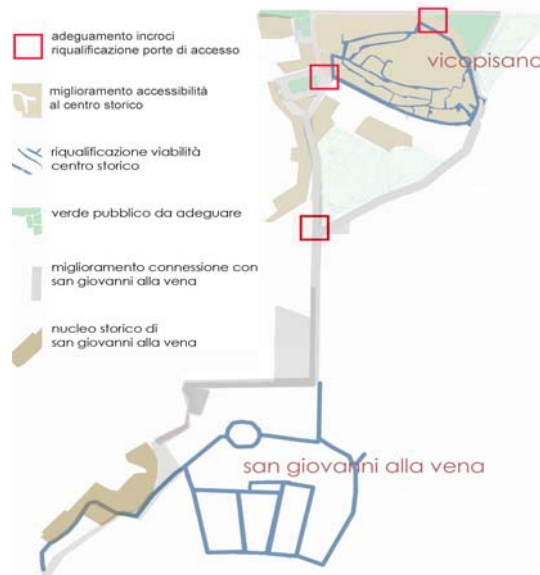 adeguamento incroci
riqualificazione porte di accesso
vicopisano
miglioramento accessibilità
al centro storico
riqualificazione viabilità
centro storico
verde pubblico da adeguare
miglioramento connessione con
san giovanni alla vena
nucleo storico di
san giovanni alla vena
san giovanni alla vena